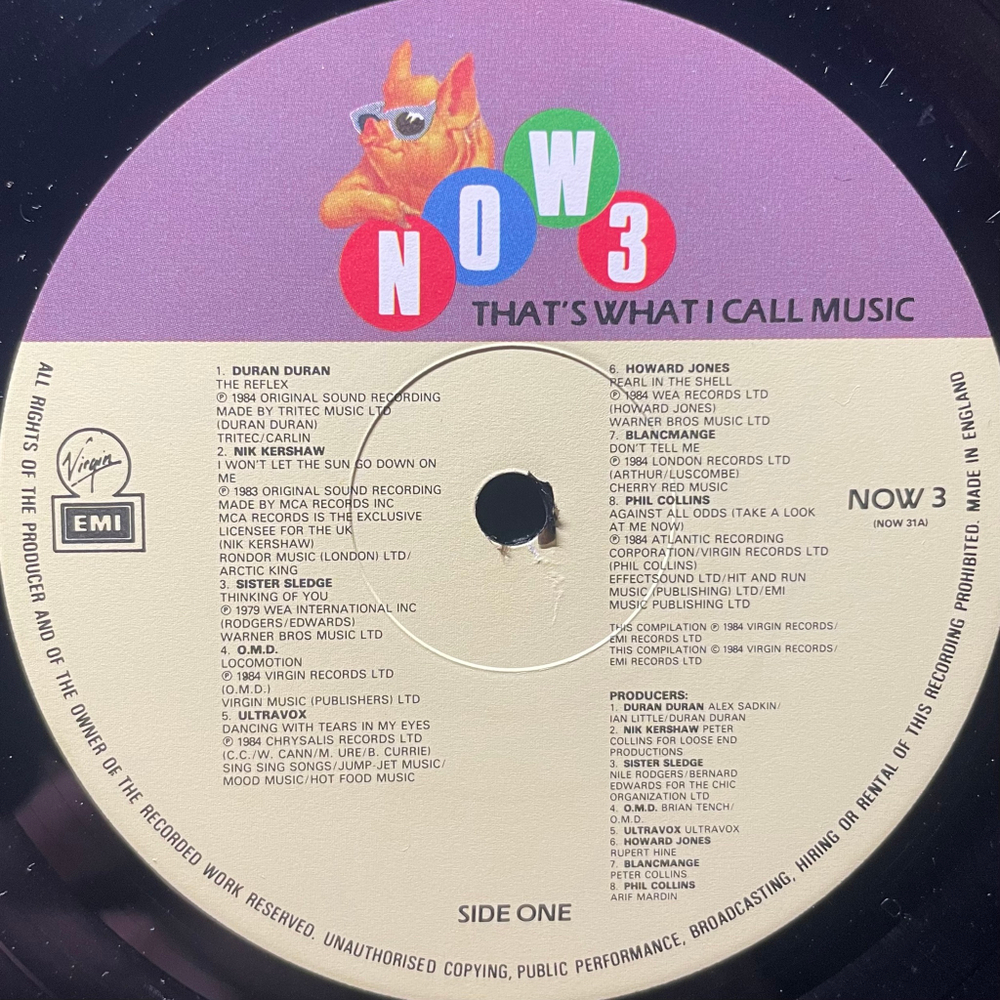 NOW 3
THAT'S WHAT I CALL MUSIC
1. DURAN DURAN
THE REFLEX
℗ 1984 ORIGINAL SOUND RECORDING
MADE BY TRITEC MUSIC LTD
(DURAN DURAN)
TRITEC/CARLIN
2. NIK KERSHAW
I WON'T LET THE SUN GO DOWN ON
ME
℗ 1983 ORIGINAL SOUND RECORDING
MADE BY MCA RECORDS INC
MCA RECORDS IS THE EXCLUSIVE
LICENSEE FOR THE UK
(NIK KERSHAW)
RONDOR MUSIC (LONDON) LTD/
ARCTIC KING
3. SISTER SLEDGE
THINKING OF YOU
℗ 1979 WEA INTERNATIONAL INC
(RODGERS/EDWARDS)
WARNER BROS MUSIC LTD
4. O.M.D.
LOCOMOTION
℗ 1984 VIRGIN RECORDS LTD
(O.M.D.)
VIRGIN MUSIC (PUBLISHERS) LTD
5. ULTRAVOX
DANCING WITH TEARS IN MY EYES
℗ 1984 CHRYSALIS RECORDS LTD
(C.C./W. CANN/M. URE/B. CURRIE)
SING SING SONGS/JUMP-JET MUSIC/
MOOD MUSIC/HOT FOOD MUSIC
6. HOWARD JONES
PEARL IN THE SHELL
℗ 1984 WEA RECORDS LTD
(HOWARD JONES)
WARNER BROS MUSIC LTD
7. BLANCMANGE
DON'T TELL ME
℗ 1984 LONDON RECORDS LTD
(ARTHUR/LUSCOMBE)
CHERRY RED MUSIC
8. PHIL COLLINS
AGAINST ALL ODDS (TAKE A LOOK
AT ME NOW)
℗ 1984 ATLANTIC RECORDING
CORPORATION/VIRGIN RECORDS LTD
(PHIL COLLINS)
EFFECTSOUND LTD/HIT AND RUN
MUSIC (PUBLISHING) LTD/EMI
MUSIC PUBLISHING LTD
THIS COMPILATION ℗ 1984 VIRGIN RECORDS/
EMI RECORDS LTD
THIS COMPILATION © 1984 VIRGIN RECORDS/
EMI RECORDS LTD
PRODUCERS:
1. DURAN DURAN ALEX SADKIN/
IAN LITTLE/DURAN DURAN
2. NIK KERSHAW PETER
COLLINS FOR LOOSE END
PRODUCTIONS
3. SISTER SLEDGE
NILE RODGERS/BERNARD
EDWARDS FOR THE CHIC
ORGANIZATION LTD
4. O.M.D. BRIAN TENCH/
O.M.D.
5. ULTRAVOX ULTRAVOX
6. HOWARD JONES
RUPERT HINE
7. BLANCMANGE
PETER COLLINS
8. PHIL COLLINS
ARIF MARDIN
Virgin
EMI
NOW 3
(NOW 31A)
SIDE ONE
ALL RIGHTS OF THE PRODUCER AND OF THE OWNER OF THE RECORDED WORK RESERVED. UNAUTHORISED COPYING, PUBLIC PERFORMANCE, BROADCASTING, HIRING OR RENTAL OF THIS RECORDING PROHIBITED. MADE IN ENGLAND